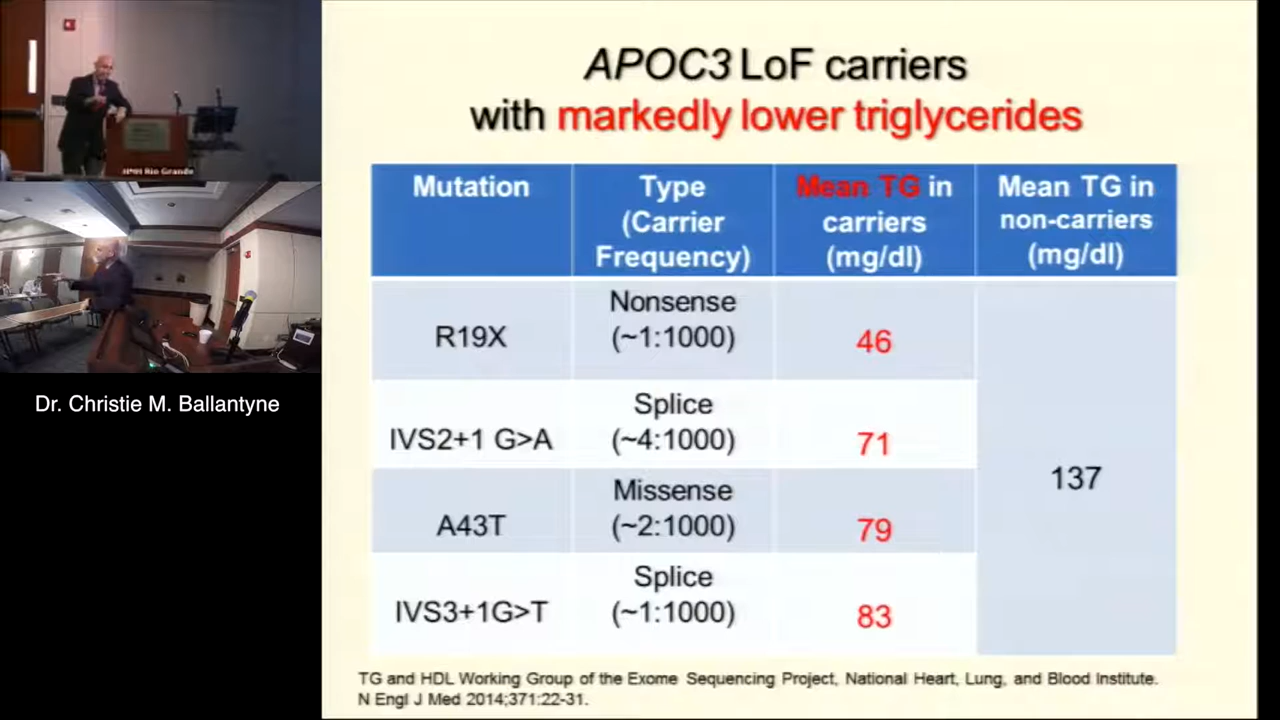 APOC3 LoF carriers
with markedly lower triglycerides
Mutation
Type
(Carrier
Frequency)
Mean TG in
carriers
(mg/dl)
Mean TG in
non-carriers
(mg/dl)
R19X
Nonsense
(~1:1000)
46
IVS2+1 G>A
Splice
(~4:1000)
71
A43T
Missense
(~2:1000)
79
IVS3+1G>T
Splice
(~1:1000)
83
137
TG and HDL Working Group of the Exome Sequencing Project, National Heart, Lung, and Blood Institute.
N Engl J Med 2014;371:22-31.
Rio Grande
Dr. Christie M. Ballantyne